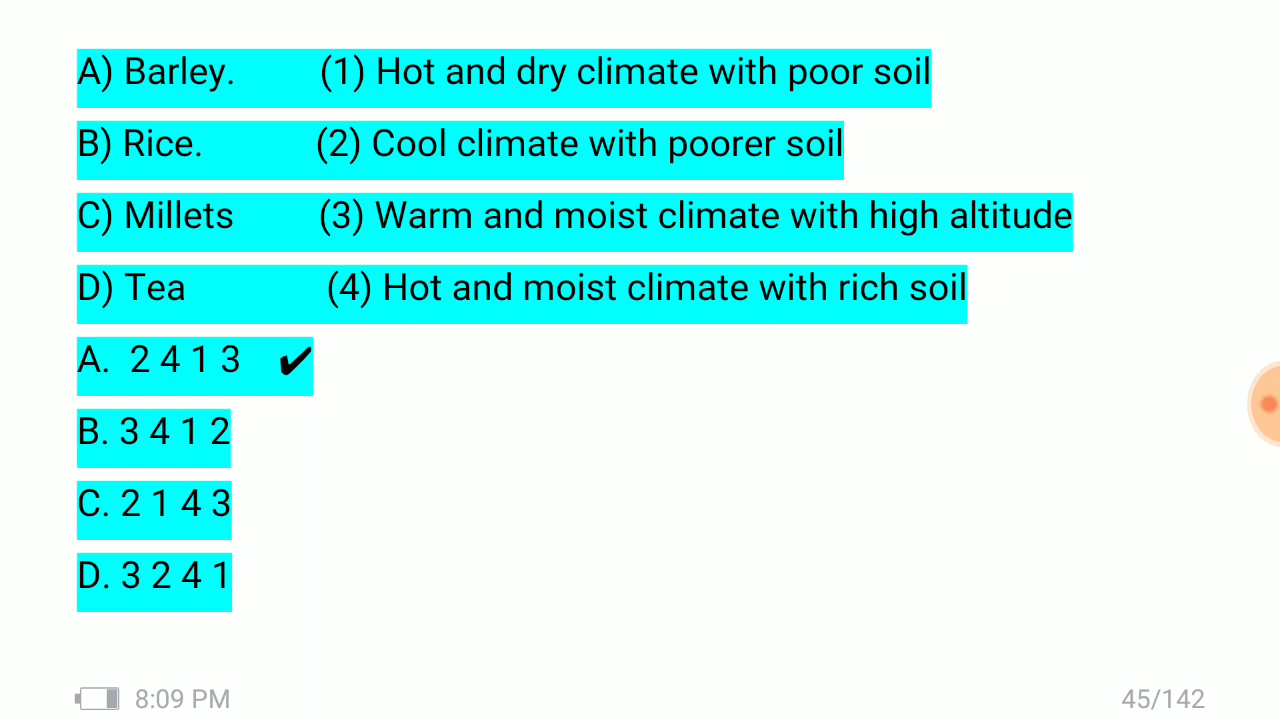 A) Barley. (1) Hot and dry climate with poor soil
B) Rice. (2) Cool climate with poorer soil
C) Millets (3) Warm and moist climate with high altitude
D) Tea (4) Hot and moist climate with rich soil
A. 2 4 1 3 ✔
B. 3 4 1 2
C. 2 1 4 3
D. 3 2 4 1
8:09 PM 45/142